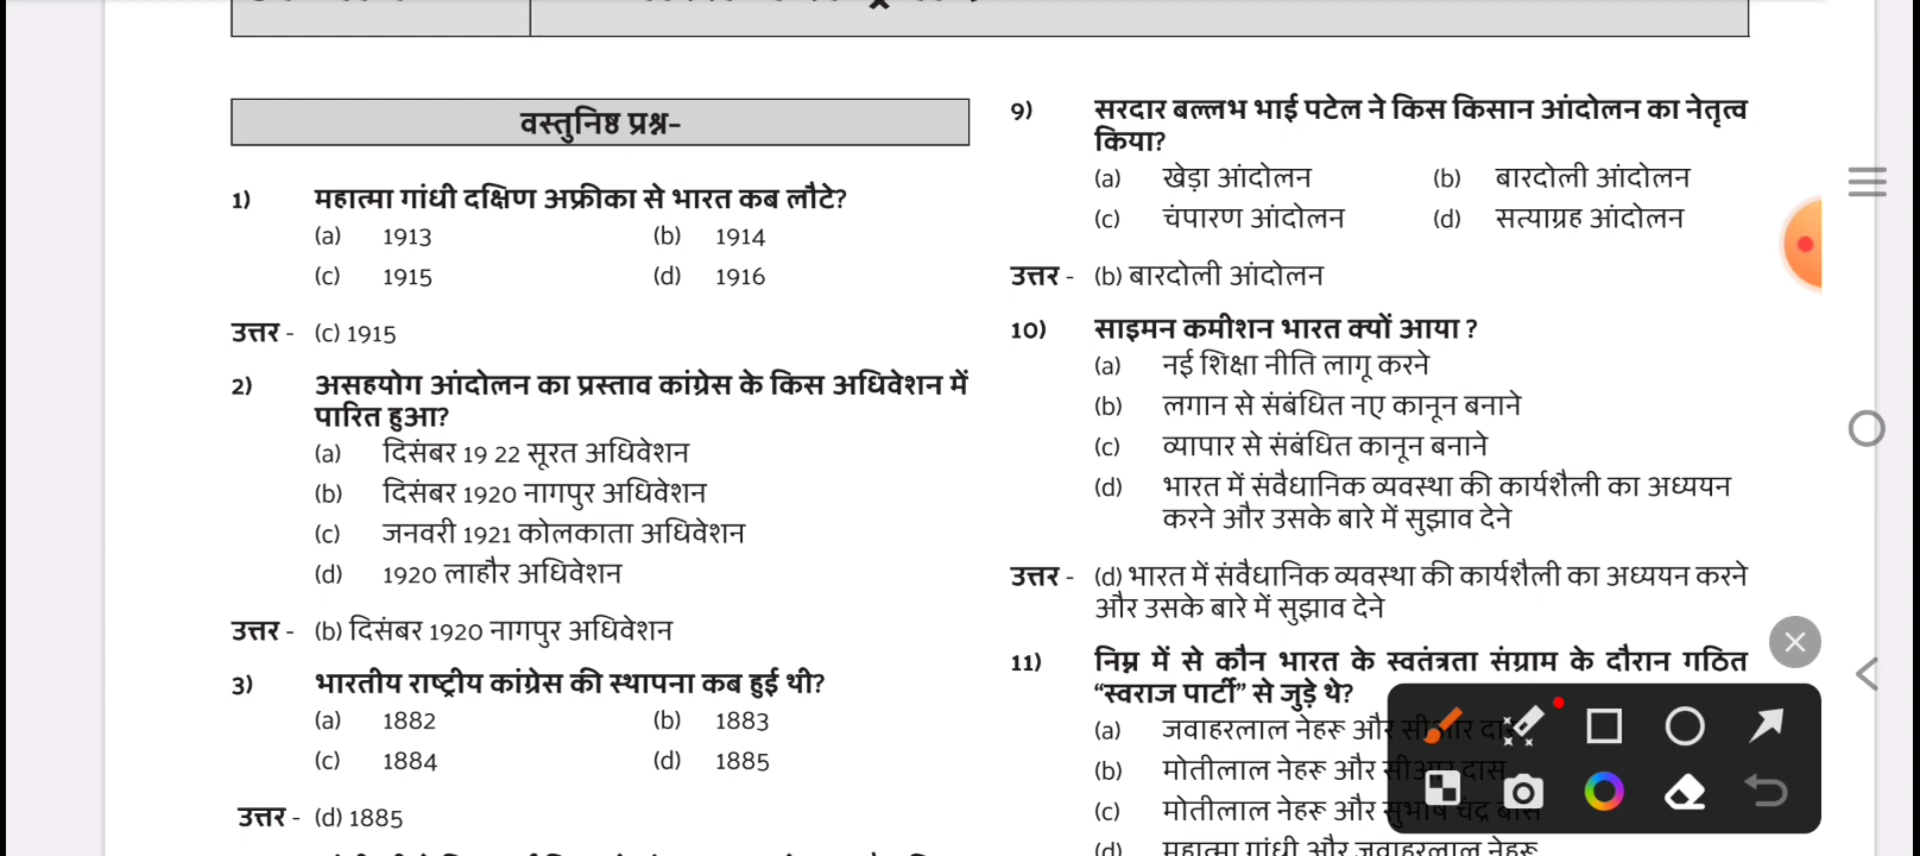 वस्तुनिष्ठ प्रश्न-
1) महात्मा गांधी दक्षिण अफ्रीका से भारत कब लौटे?
(a) 1913 (b) 1914
(c) 1915 (d) 1916
उत्तर - (c) 1915
2) असहयोग आंदोलन का प्रस्ताव कांग्रेस के किस अधिवेशन में
पारित हुआ?
(a) दिसंबर 19 22 सूरत अधिवेशन
(b) दिसंबर 1920 नागपुर अधिवेशन
(c) जनवरी 1921 कोलकाता अधिवेशन
(d) 1920 लाहौर अधिवेशन
उत्तर - (b) दिसंबर 1920 नागपुर अधिवेशन
3) भारतीय राष्ट्रीय कांग्रेस की स्थापना कब हुई थी?
(a) 1882 (b) 1883
(c) 1884 (d) 1885
उत्तर - (d) 1885
9) सरदार बल्लभ भाई पटेल ने किस किसान आंदोलन का नेतृत्व
किया?
(a) खेड़ा आंदोलन (b) बारदोली आंदोलन
(c) चंपारण आंदोलन (d) सत्याग्रह आंदोलन
उत्तर - (b) बारदोली आंदोलन
10) साइमन कमीशन भारत क्यों आया ?
(a) नई शिक्षा नीति लागू करने
(b) लगान से संबंधित नए कानून बनाने
(c) व्यापार से संबंधित कानून बनाने
(d) भारत में संवैधानिक व्यवस्था की कार्यशैली का अध्ययन
करने और उसके बारे में सुझाव देने
उत्तर - (d) भारत में संवैधानिक व्यवस्था की कार्यशैली का अध्ययन करने
और उसके बारे में सुझाव देने
11) निम्न में से कौन भारत के स्वतंत्रता संग्राम के दौरान गठित
“स्वराज पार्टी” से जुड़े थे?
(a) जवाहरलाल नेहरू और
(b) मोतीलाल नेहरू और सीआर दास
(c) मोतीलाल नेहरू और सुभाष चंद्र बोस
(d) महात्मा गांधी और जवाहरलाल नेहरू